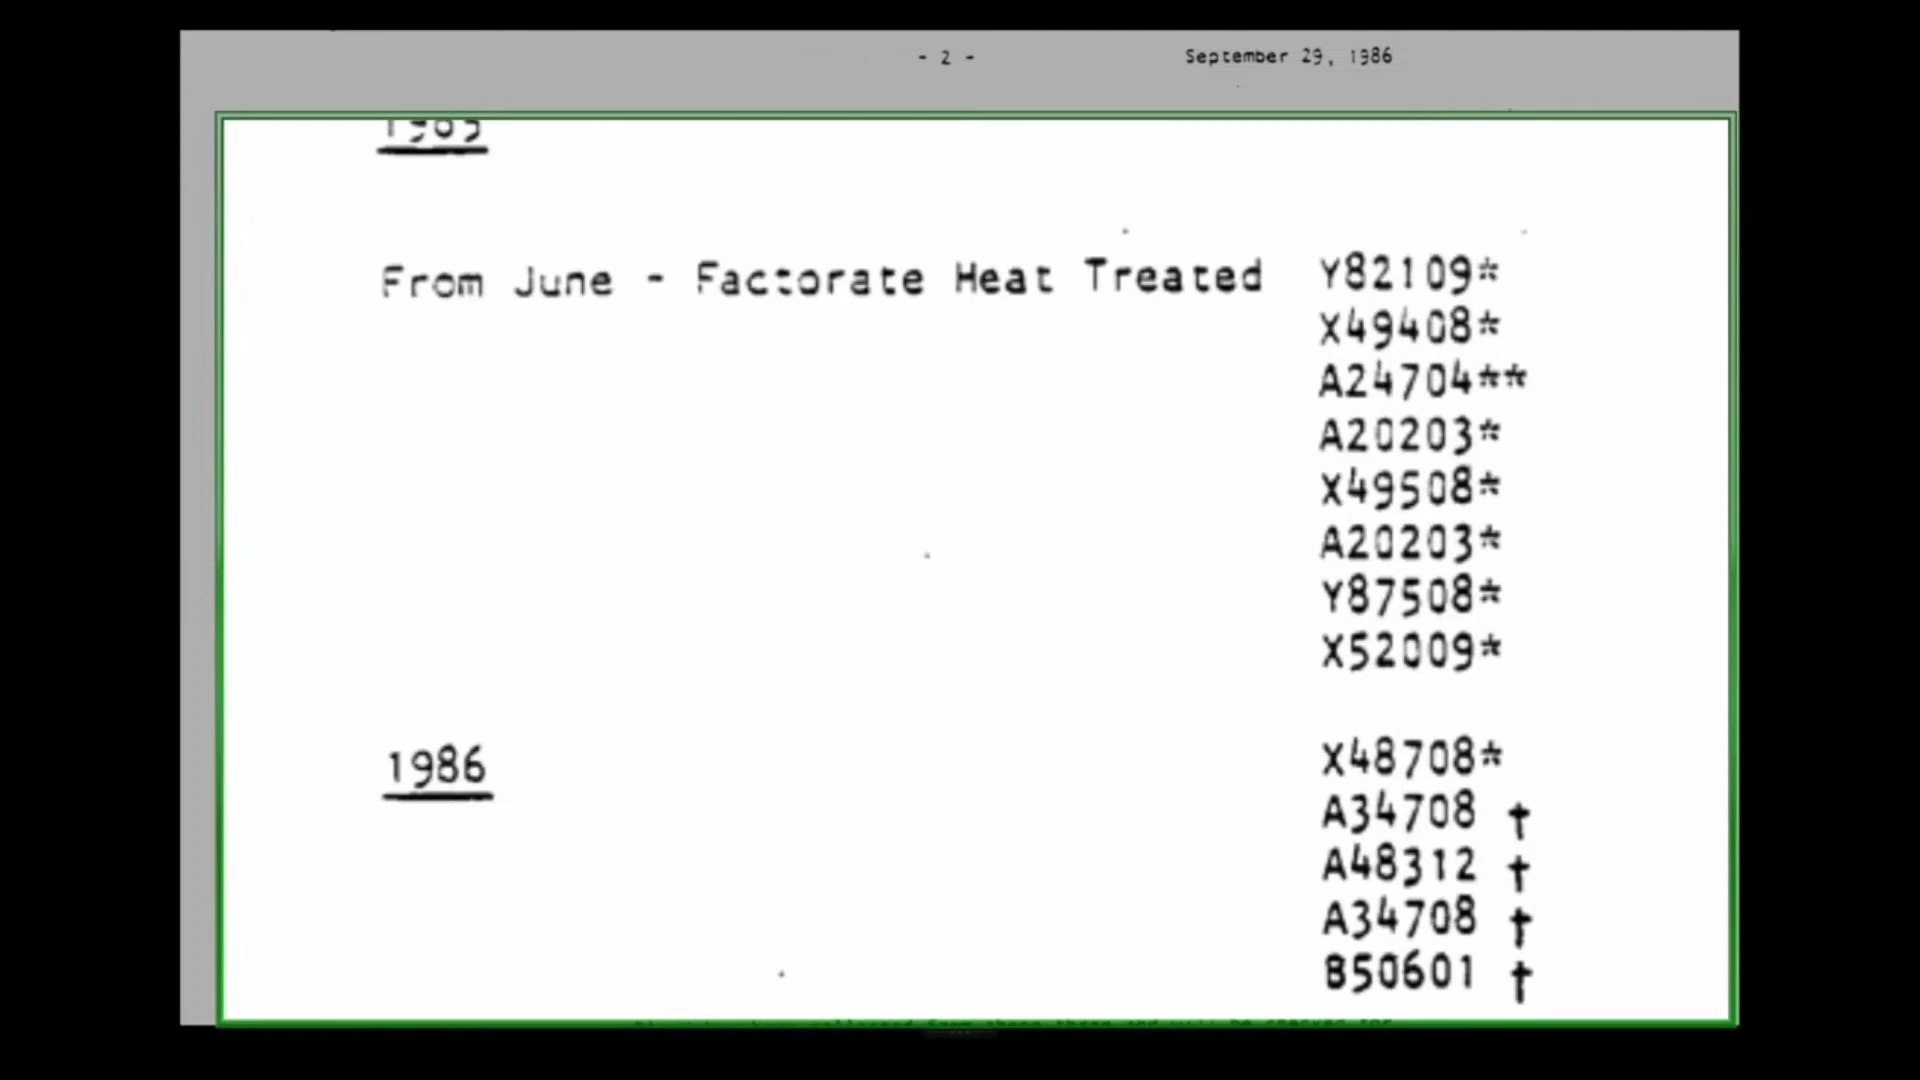 - 2 - September 29, 1986
1985
From June - Factorate Heat Treated Y82109*
X49408*
A24704**
A20203*
X49508*
A20203*
Y87508*
X52009*
1986 X48708*
A34708 †
A48312 †
A34708 †
B50601 †